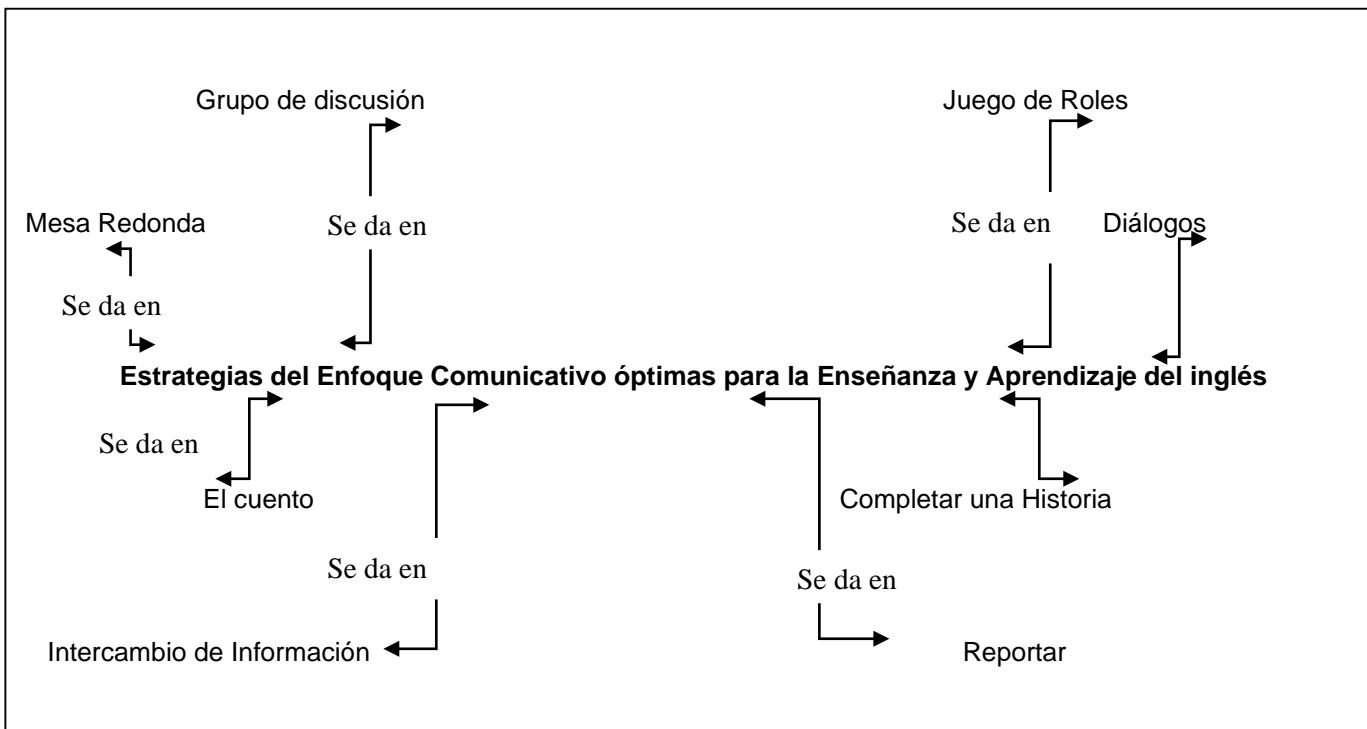 Grupo de discusión
Juego de Roles
Mesa Redonda
Se da en
Se da en
Diálogos
Se da en
Estrategias del Enfoque Comunicativo óptimas para la Enseñanza y Aprendizaje del inglés
Se da en
El cuento
Completar una Historia
Se da en
Se da en
Intercambio de Información
Reportar